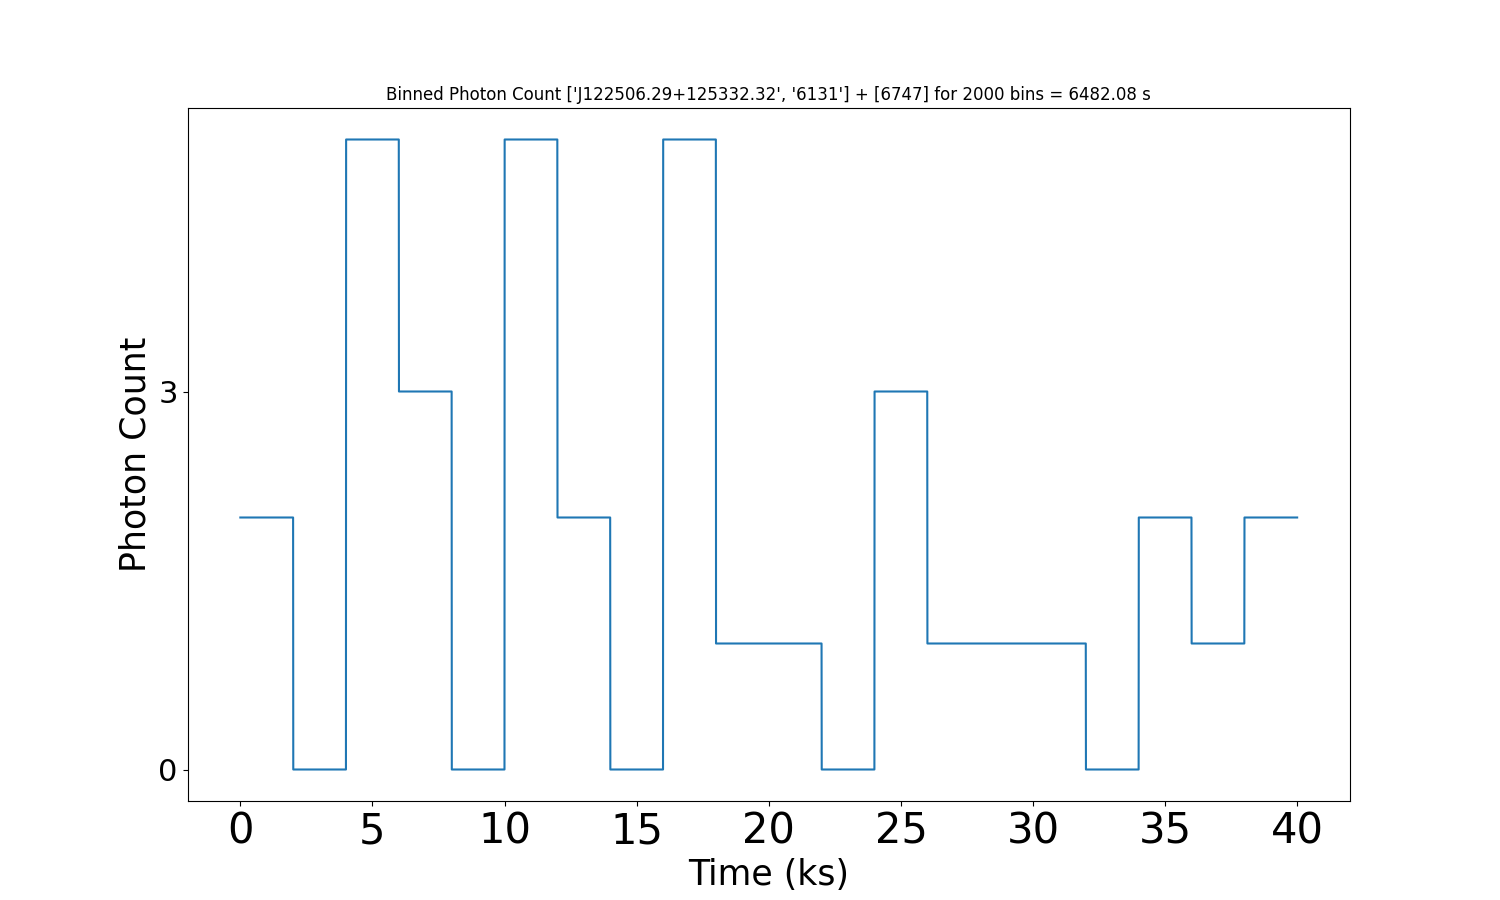 Binned Photon Count ['J122506.29+125332.32', '6131'] + [6747] for 2000 bins = 6482.08 s
Photon Count
3
0
0 5 10 15 20 25 30 35 40
Time (ks)